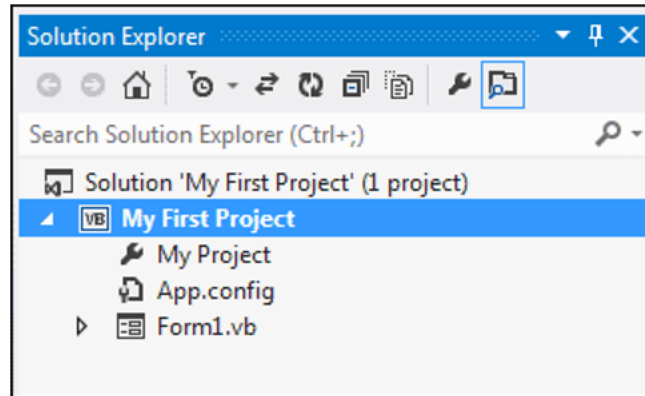 Solution Explorer
Search Solution Explorer (Ctrl+;)
Solution 'My First Project' (1 project)
VB My First Project
My Project
App.config
Form1.vb